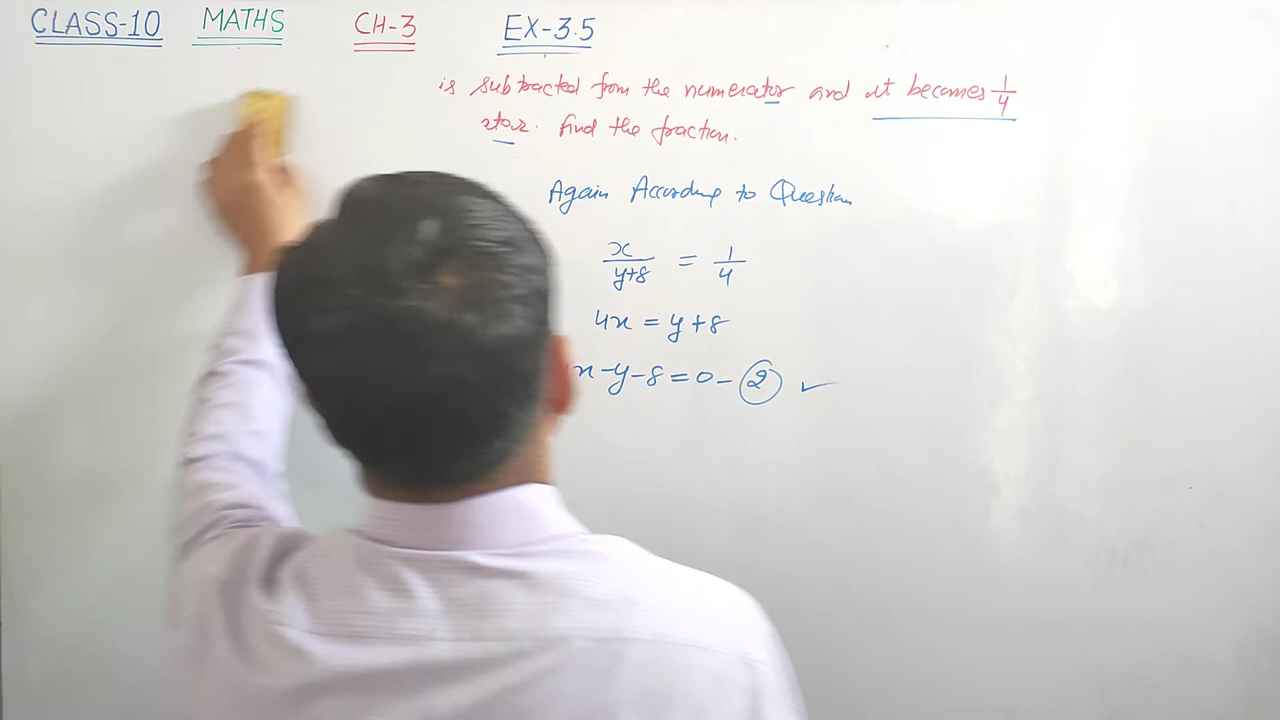 CLASS-10 MATHS CH-3 EX-3.5
is subtracted from the numerator and it becomes 1/4
ator. Find the fraction.
Again According to Question
x/(y+8) = 1/4
4x = y+8
x-y-8=0-② ✓